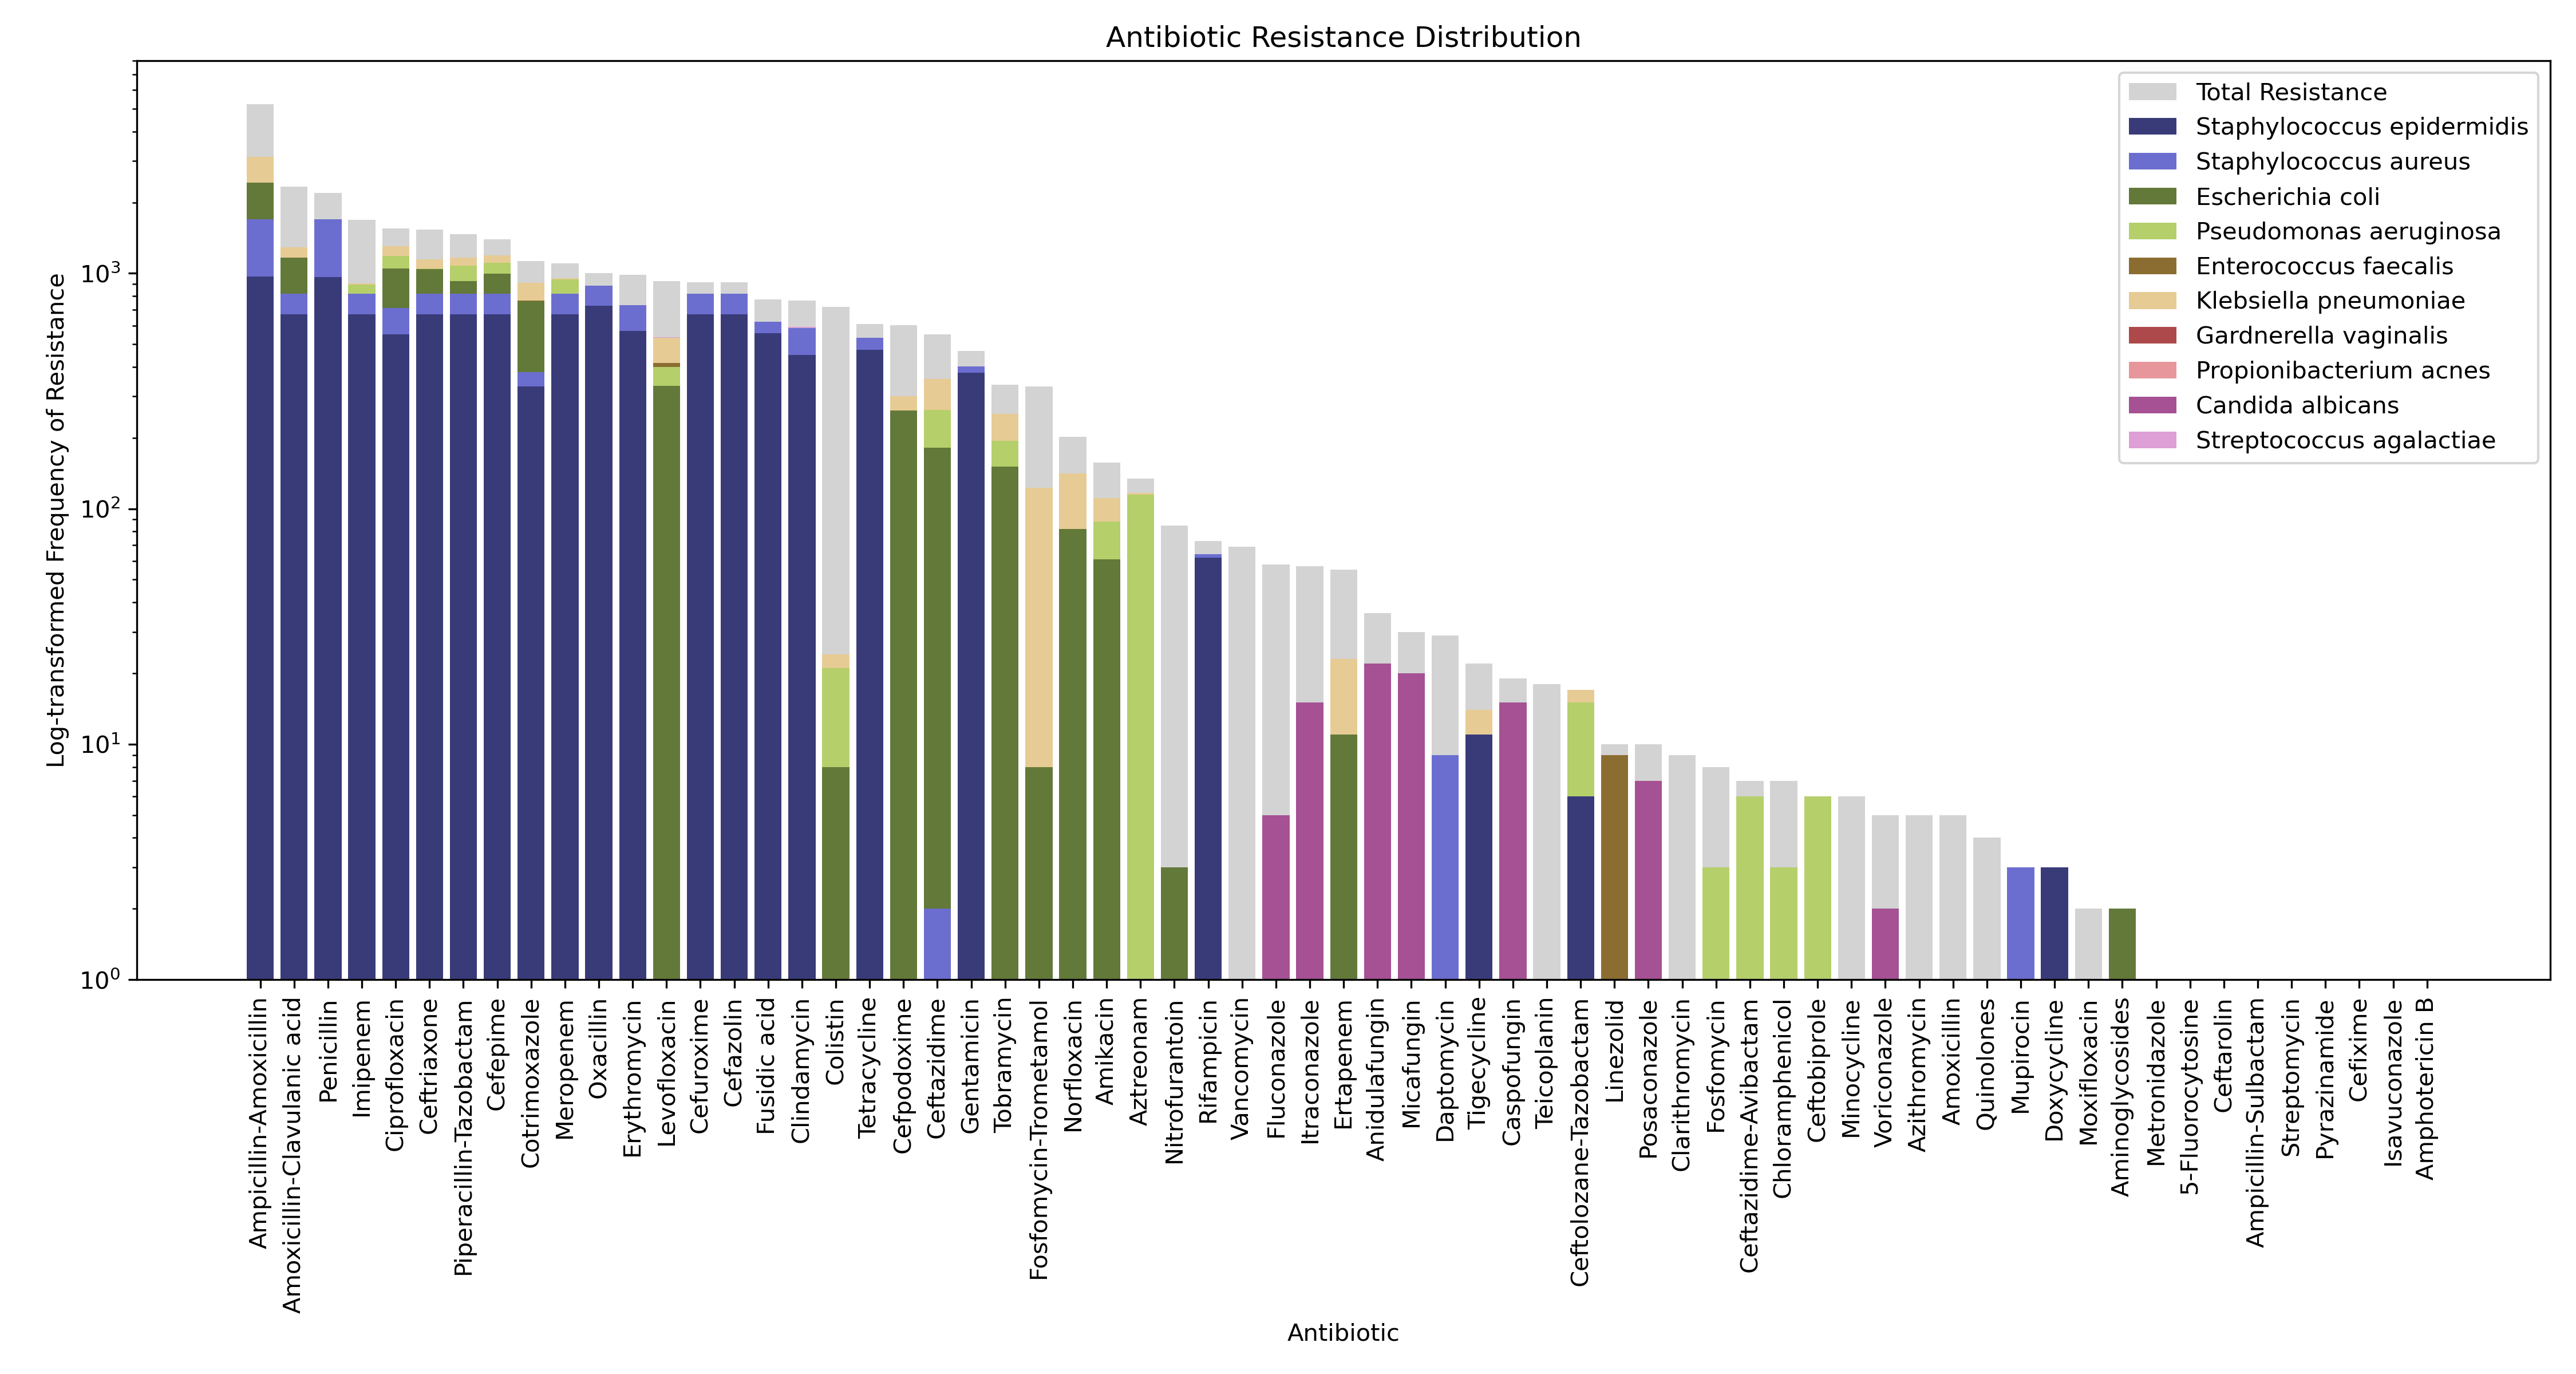 Antibiotic Resistance Distribution
Log-transformed Frequency of Resistance
10³
10²
10¹
10⁰
Total Resistance
Staphylococcus epidermidis
Staphylococcus aureus
Escherichia coli
Pseudomonas aeruginosa
Enterococcus faecalis
Klebsiella pneumoniae
Gardnerella vaginalis
Propionibacterium acnes
Candida albicans
Streptococcus agalactiae
Ampicillin-Amoxicillin
Amoxicillin-Clavulanic acid
Penicillin
Imipenem
Ciprofloxacin
Ceftriaxone
Piperacillin-Tazobactam
Cefepime
Cotrimoxazole
Meropenem
Oxacillin
Erythromycin
Levofloxacin
Cefuroxime
Cefazolin
Fusidic acid
Clindamycin
Colistin
Tetracycline
Cefpodoxime
Ceftazidime
Gentamicin
Tobramycin
Fosfomycin-Trometamol
Norfloxacin
Amikacin
Aztreonam
Nitrofurantoin
Rifampicin
Vancomycin
Fluconazole
Itraconazole
Ertapenem
Anidulafungin
Micafungin
Daptomycin
Tigecycline
Caspofungin
Teicoplanin
Ceftolozane-Tazobactam
Linezolid
Posaconazole
Clarithromycin
Fosfomycin
Ceftazidime-Avibactam
Chloramphenicol
Ceftobiprole
Minocycline
Voriconazole
Azithromycin
Amoxicillin
Quinolones
Mupirocin
Doxycycline
Moxifloxacin
Aminoglycosides
Metronidazole
5-Fluorocytosine
Ceftarolin
Ampicillin-Sulbactam
Streptomycin
Pyrazinamide
Cefixime
Isavuconazole
Amphotericin B
Antibiotic